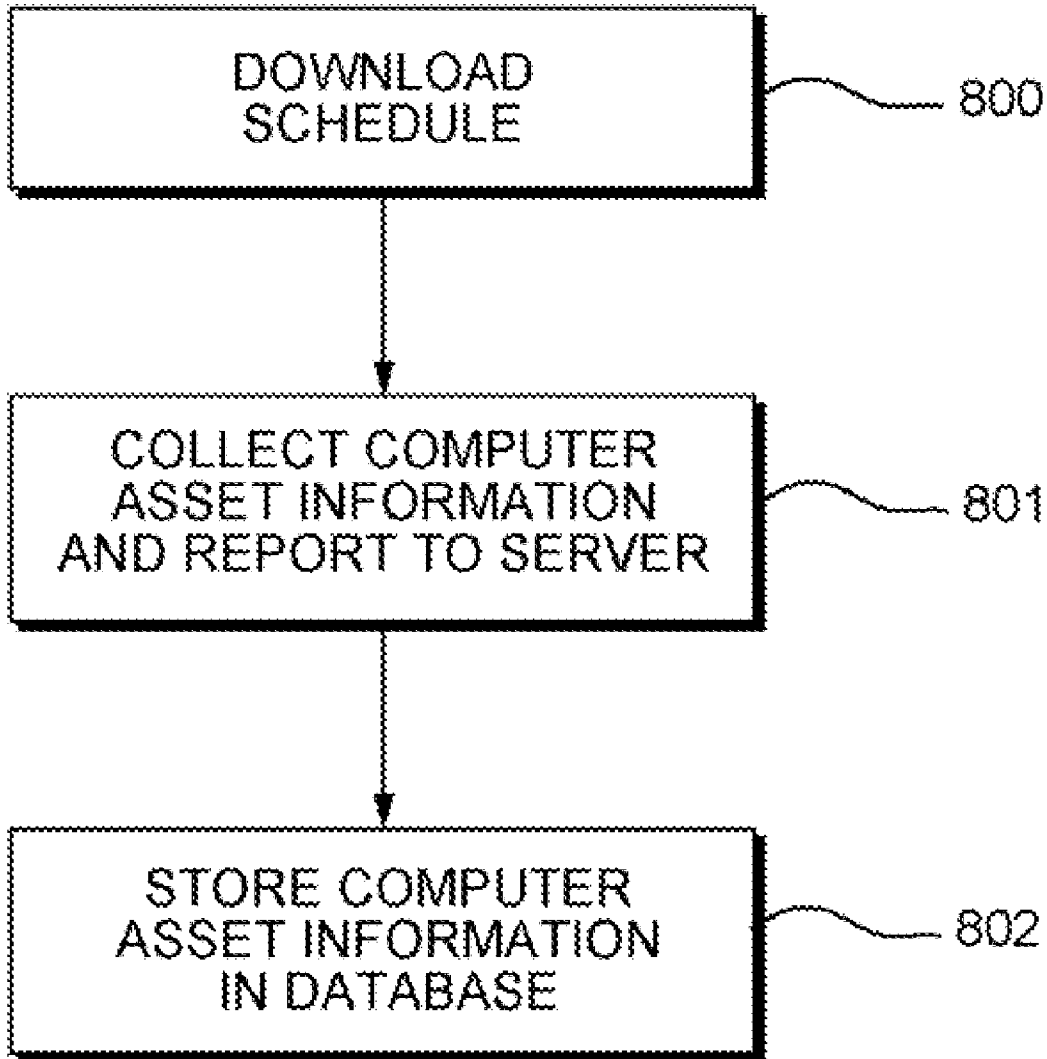 DOWNLOAD
SCHEDULE
800
COLLECT COMPUTER
ASSET INFORMATION
AND REPORT TO SERVER
801
STORE COMPUTER
ASSET INFORMATION
IN DATABASE
802